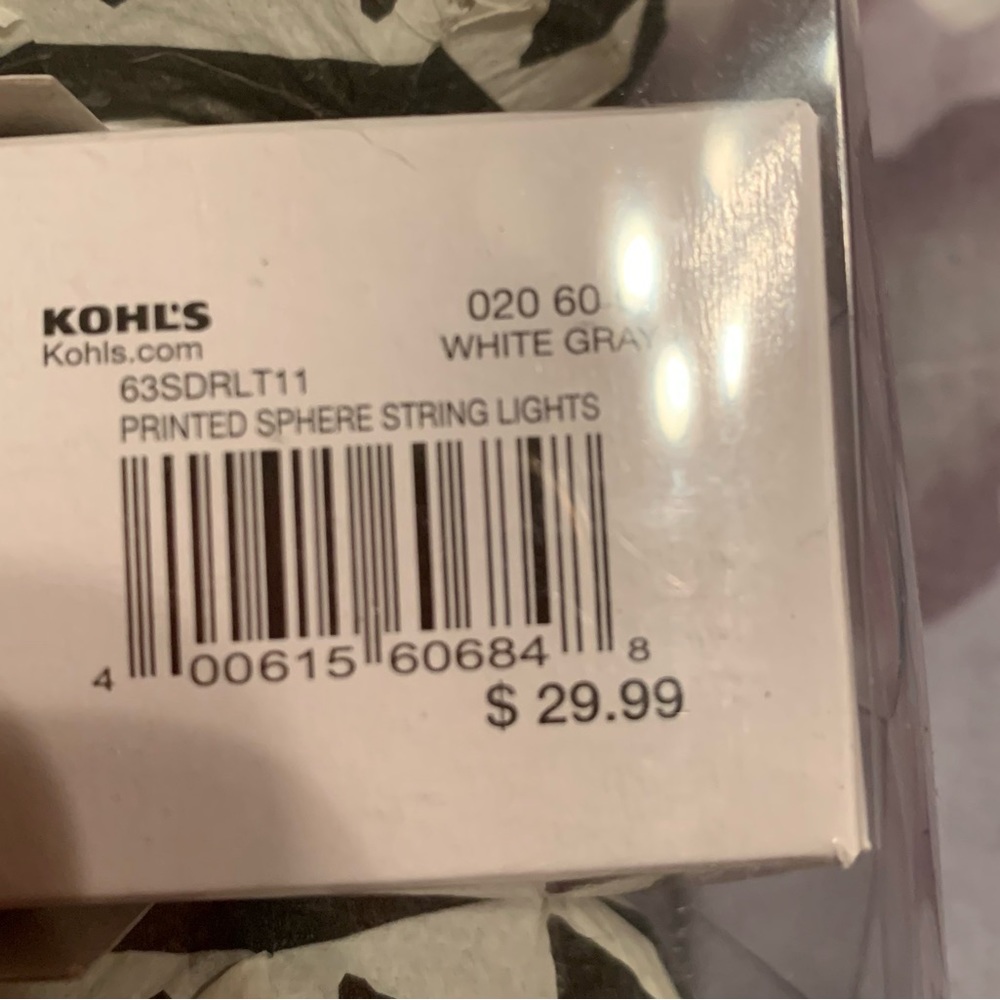 KOHL'S
Kohls.com
020 60
WHITE GRAY
63SDRLT11
PRINTED SPHERE STRING LIGHTS
4 00615 60684 8
$ 29.99